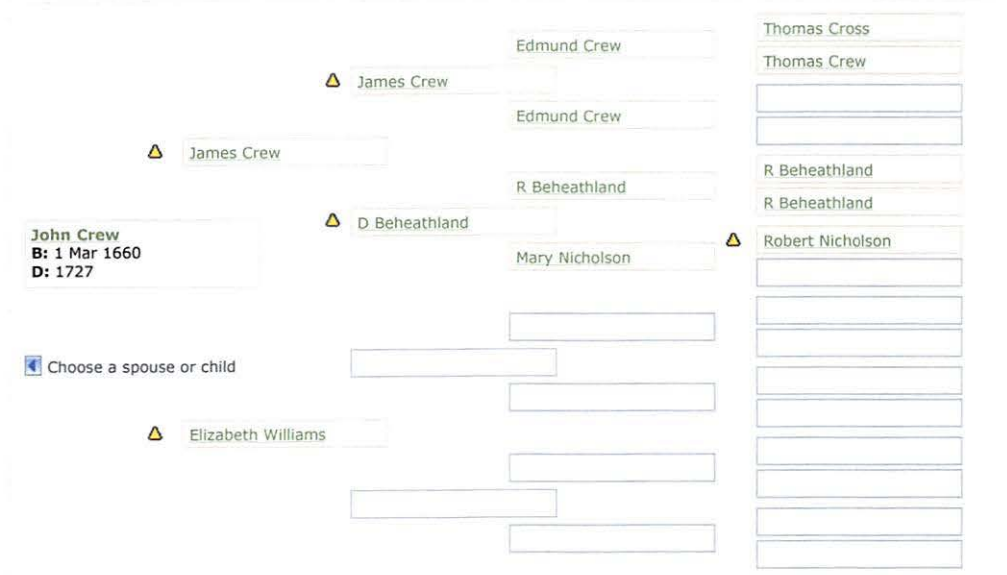 Thomas Cross
Edmund Crew
Thomas Crew
James Crew
Edmund Crew
James Crew
R Beheathland
R Beheathland
R Beheathland
D Beheathland
John Crew
Robert Nicholson
B: 1 Mar 1660
Mary Nicholson
D: 1727
Choose a spouse or child
Elizabeth Williams